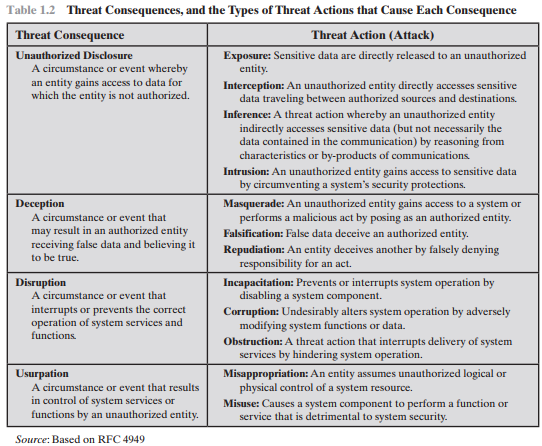 Table 1.2 Threat Consequences, and the Types of Threat Actions that Cause Each Consequence
Threat Consequence
Threat Action (Attack)
Unauthorized Disclosure
A circumstance or event whereby
an entity gains access to data for
which the entity is not authorized.
Exposure: Sensitive data are directly released to an unauthorized
entity.
Interception: An unauthorized entity directly accesses sensitive
data traveling between authorized sources and destinations.
Inference: A threat action whereby an unauthorized entity
indirectly accesses sensitive data (but not necessarily the
data contained in the communication) by reasoning from
characteristics or by-products of communications.
Intrusion: An unauthorized entity gains access to sensitive data
by circumventing a system's security protections.
Deception
A circumstance or event that
may result in an authorized entity
receiving false data and believing it
to be true.
Masquerade: An unauthorized entity gains access to a system or
performs a malicious act by posing as an authorized entity.
Falsification: False data deceive an authorized entity.
Repudiation: An entity deceives another by falsely denying
responsibility for an act.
Disruption
A circumstance or event that
interrupts or prevents the correct
operation of system services and
functions.
Incapacitation: Prevents or interrupts system operation by
disabling a system component.
Corruption: Undesirably alters system operation by adversely
modifying system functions or data.
Obstruction: A threat action that interrupts delivery of system
services by hindering system operation.
Usurpation
A circumstance or event that results
in control of system services or
functions by an unauthorized entity.
Misappropriation: An entity assumes unauthorized logical or
physical control of a system resource.
Misuse: Causes a system component to perform a function or
service that is detrimental to system security.
Source: Based on RFC 4949